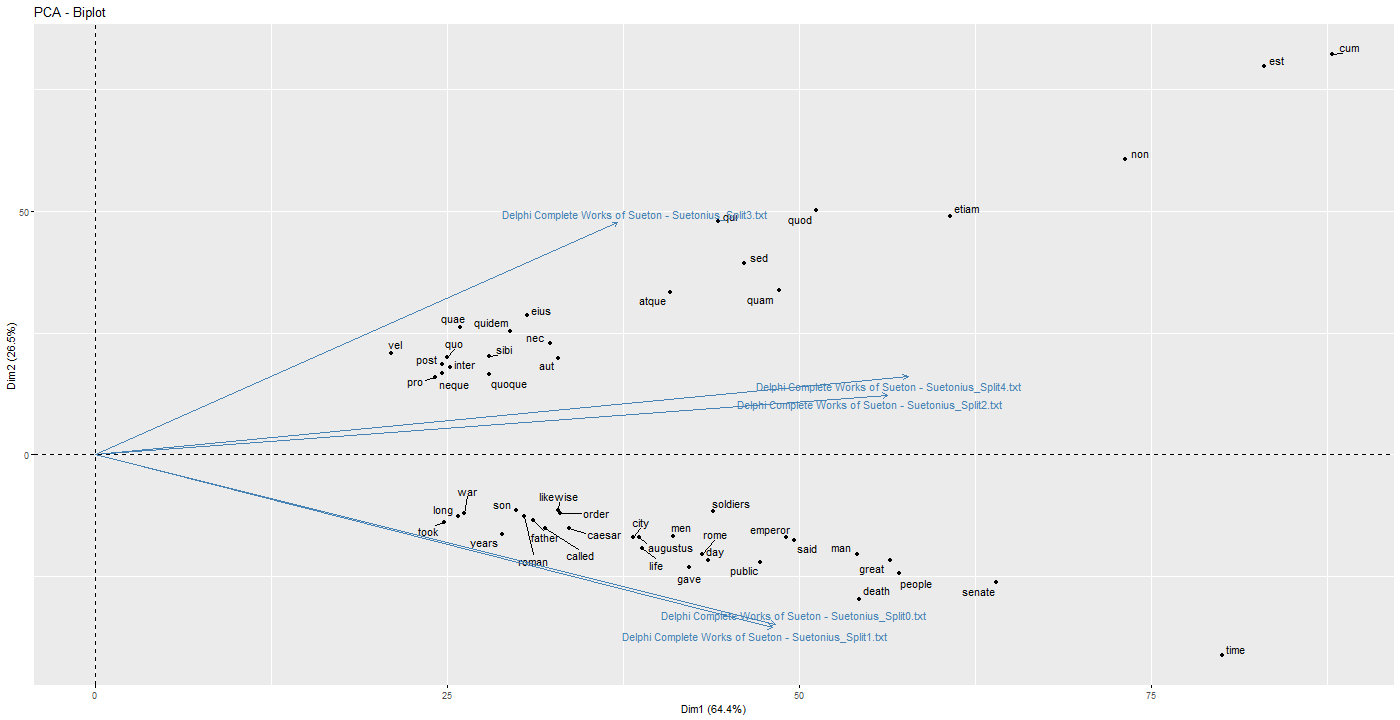 PCA - Biplot
cum
est
non
etiam
Delphi Complete Works of Sueton - Suetonius_Split3.txt
qui
quod
50
sed
atque
quam
eius
quae
quidem
nec
vel
quo
sibi
post
inter
aut
pro
neque
quoque
Delphi Complete Works of Sueton - Suetonius_Split4.txt
Delphi Complete Works of Sueton - Suetonius_Split2.txt
Dim2 (26.5%)
0
war
likewise
long
son
order
soldiers
took
city
caesar
men
emperor
years
father
rome
augustus
said
man
roman
called
life
day
public
great
gave
people
death
senate
Delphi Complete Works of Sueton - Suetonius_Split0.txt
Delphi Complete Works of Sueton - Suetonius_Split1.txt
time
0
25
50
75
Dim1 (64.4%)